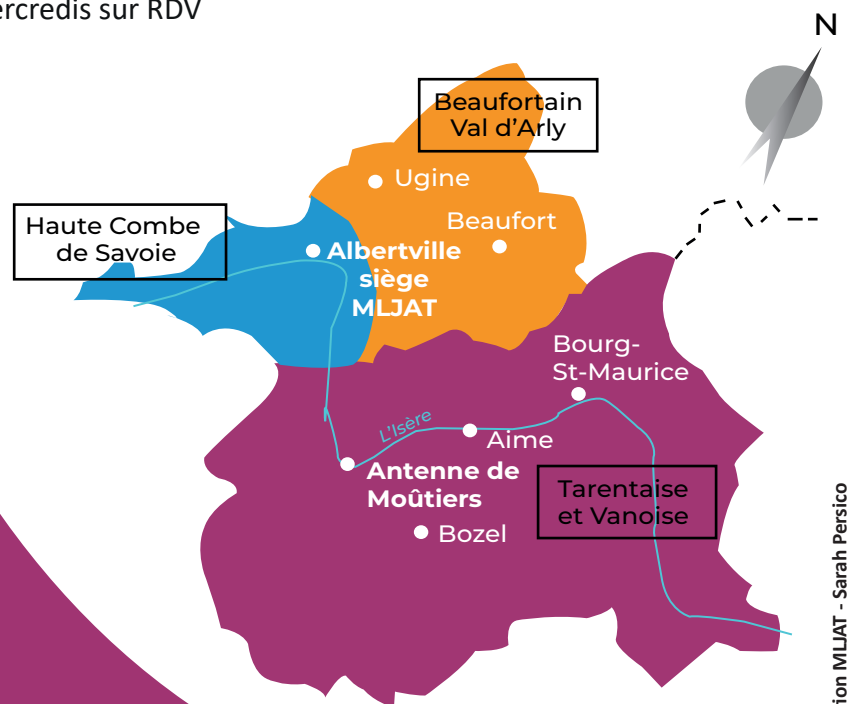 ercredis sur RDV
N
Beaufortain
Val d'Arly
Ugine
Haute Combe
de Savoie
Beaufort
Albertville
siège
MLJAT
Bourg-
St-Maurice
L'Isère
Aime
Antenne de
Moûtiers
Tarentaise
et Vanoise
Bozel
ion MLJAT - Sarah Persico